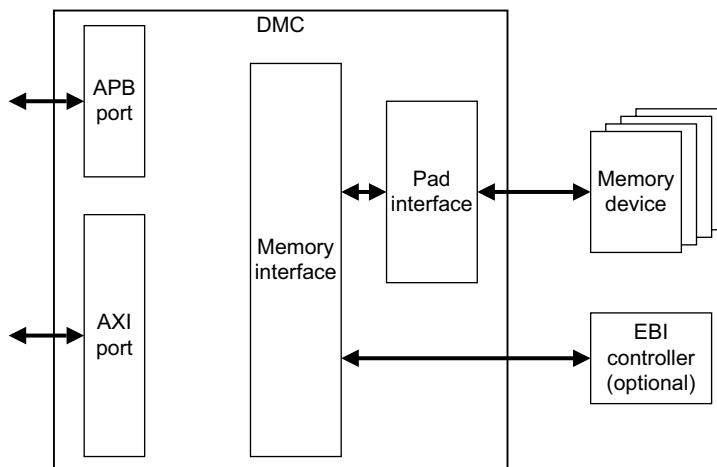 DMC
APB
port
Pad
interface
Memory
device
Memory
interface
AXI
port
EBI
controller
(optional)